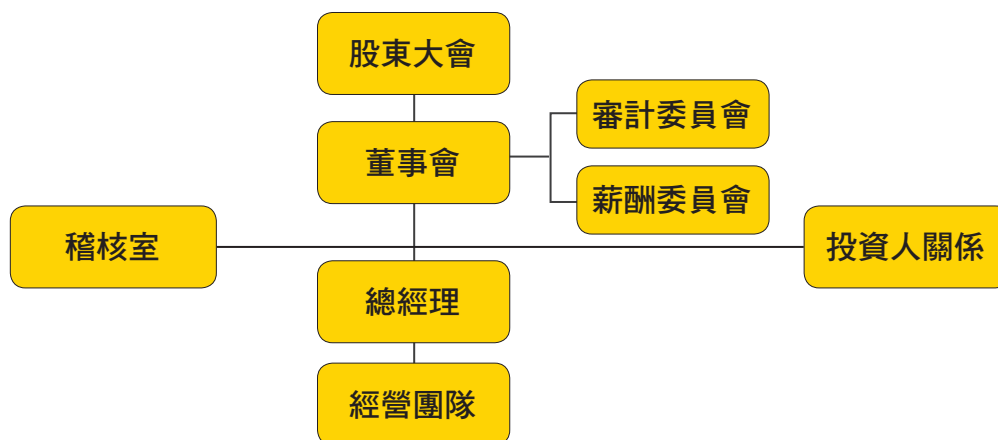 股東大會
董事會
審計委員會
薪酬委員會
稽核室
投資人關係
總經理
經營團隊